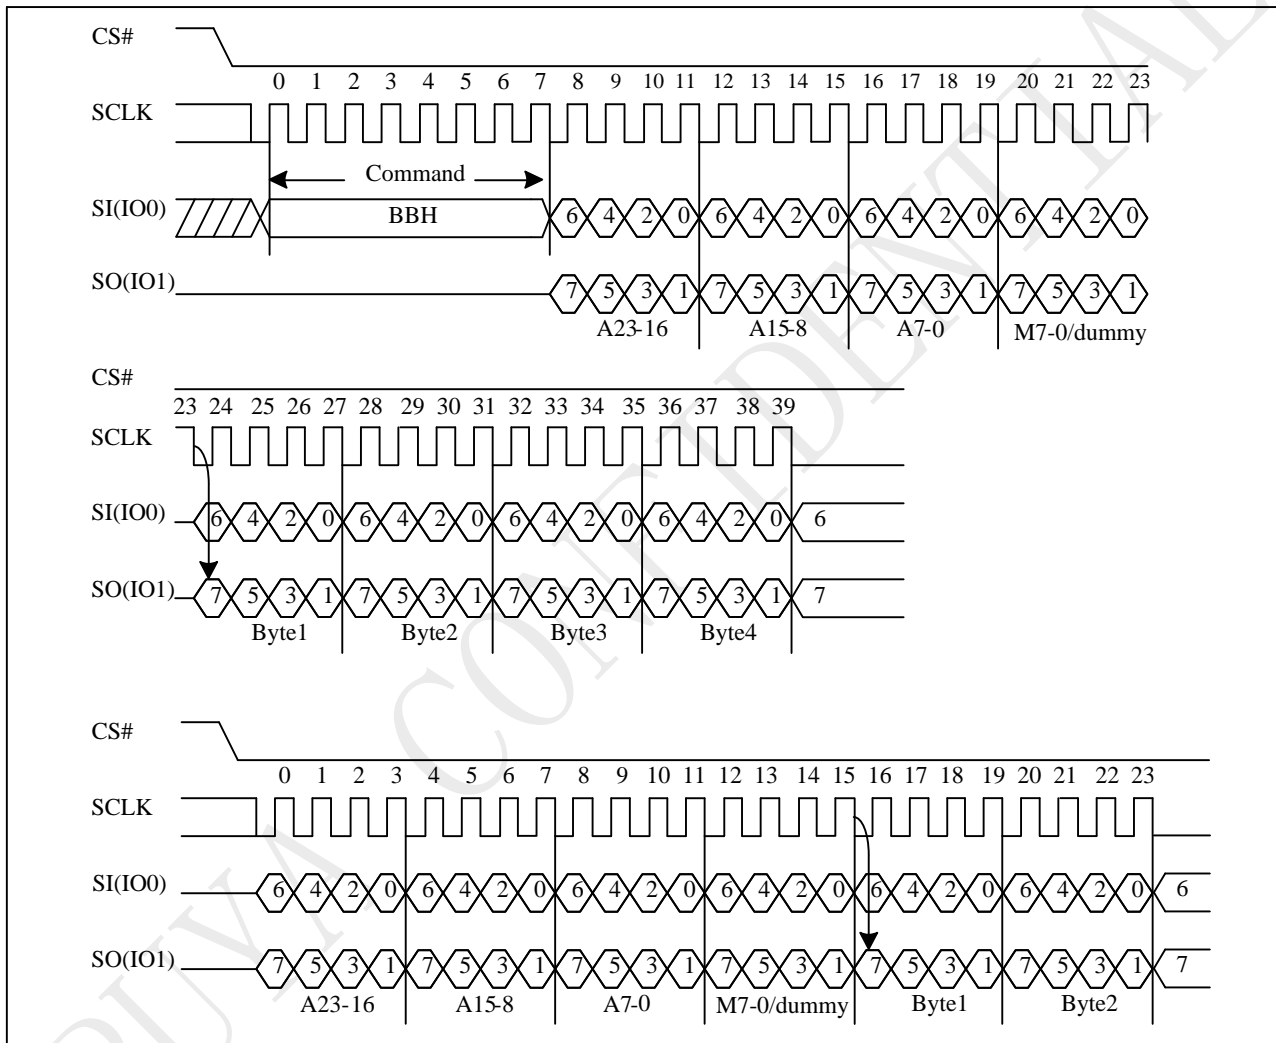 CS#
0 1 2 3 4 5 6 7 8 9 10 11 12 13 14 15 16 17 18 19 20 21 22 23
SCLK
Command
SI(IO0)
BBH 6 4 2 0 6 4 2 0 6 4 2 0 6 4 2 0
SO(IO1)
7 5 3 1 7 5 3 1 7 5 3 1 7 5 3 1
A23-16 A15-8 A7-0 M7-0/dummy
CS#
23 24 25 26 27 28 29 30 31 32 33 34 35 36 37 38 39
SCLK
SI(IO0) 6 4 2 0 6 4 2 0 6 4 2 0 6 4 2 0 6
SO(IO1) 7 5 3 1 7 5 3 1 7 5 3 1 7 5 3 1 7
Byte1 Byte2 Byte3 Byte4
CS#
0 1 2 3 4 5 6 7 8 9 10 11 12 13 14 15 16 17 18 19 20 21 22 23
SCLK
SI(IO0) 6 4 2 0 6 4 2 0 6 4 2 0 6 4 2 0 6 4 2 0 6 4 2 0 6
SO(IO1) 7 5 3 1 7 5 3 1 7 5 3 1 7 5 3 1 7 5 3 1 7 5 3 1 7
A23-16 A15-8 A7-0 M7-0/dummy Byte1 Byte2
PUYA CONFIDENTIAL